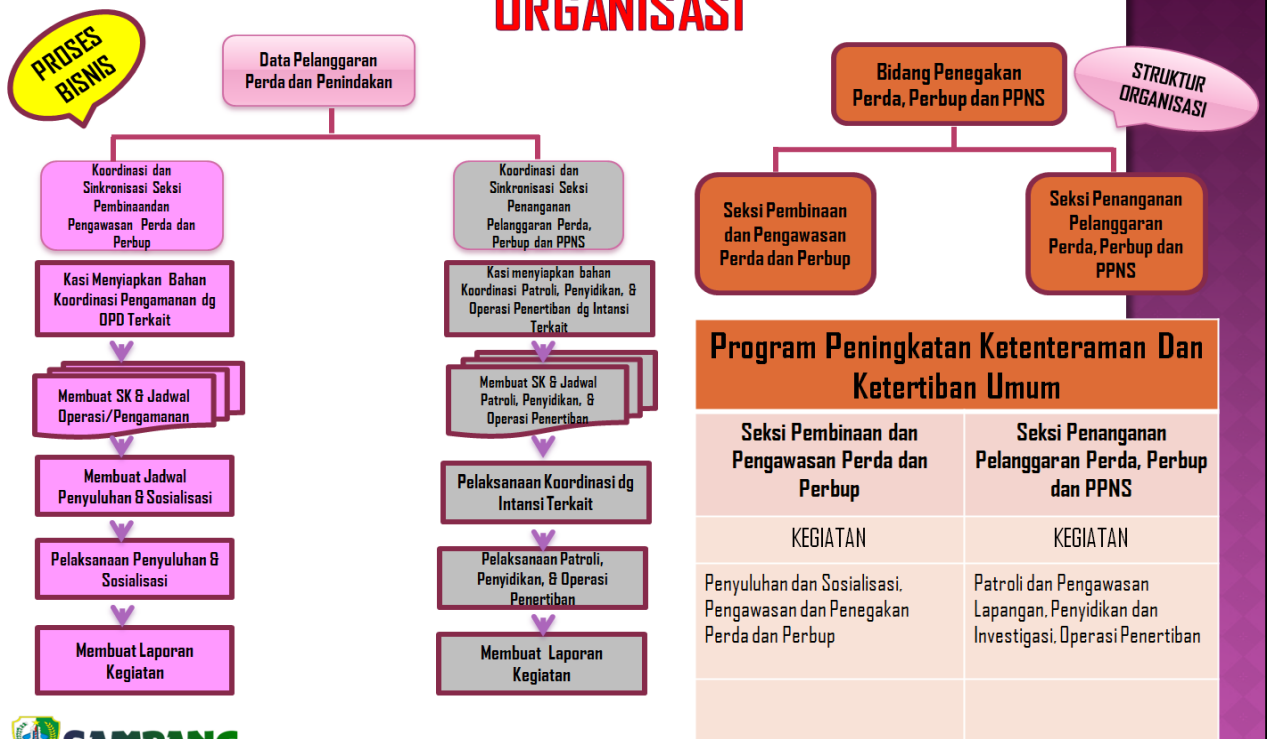 ORGANISASI
PROSES
BISNIS
Data Pelanggaran
Perda dan Penindakan
Koordinasi dan
Sinkronisasi Seksi
Pembinaandan
Pengawasan Perda dan
Perbup
Kasi Menyiapkan Bahan
Koordinasi Pengamanan dg
OPD Terkait
Membuat SK & Jadwal
Operasi/Pengamanan
Membuat Jadwal
Penyuluhan & Sosialisasi
Pelaksanaan Penyuluhan &
Sosialisasi
Membuat Laporan
Kegiatan
Koordinasi dan
Sinkronisasi Seksi
Penanganan
Pelanggaran Perda,
Perbup dan PPNS
Kasi menyiapkan bahan
Koordinasi Patroli, Penyidikan, &
Operasi Penertiban dg Intansi
Terkait
Membuat SK & Jadwal
Patroli, Penyidikan, &
Operasi Penertiban
Pelaksanaan Koordinasi dg
Intansi Terkait
Pelaksanaan Patroli,
Penyidikan, & Operasi
Penertiban
Membuat Laporan
Kegiatan
STRUKTUR
ORGANISASI
Bidang Penegakan
Perda, Perbup dan PPNS
Seksi Pembinaan
dan Pengawasan
Perda dan Perbup
Seksi Penanganan
Pelanggaran
Perda, Perbup dan
PPNS
Program Peningkatan Ketenteraman Dan
Ketertiban Umum
Seksi Pembinaan dan
Pengawasan Perda dan
Perbup
Seksi Penanganan
Pelanggaran Perda, Perbup
dan PPNS
KEGIATAN
KEGIATAN
Penyuluhan dan Sosialisasi,
Pengawasan dan Penegakan
Perda dan Perbup
Patroli dan Pengawasan
Lapangan, Penyidikan dan
Investigasi, Operasi Penertiban
SAMPANG